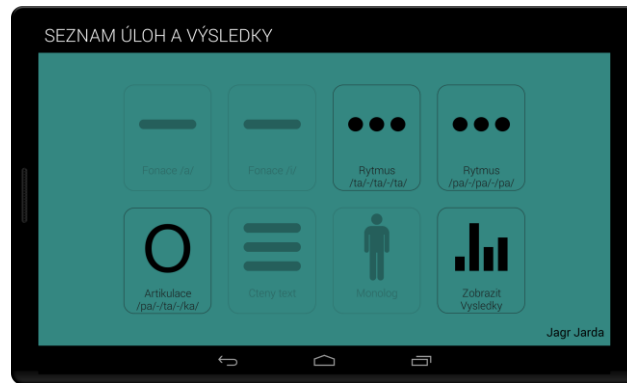 SEZNAM ÚLOH A VÝSLEDKY
Fonace /a/
Fonace /i/
Rytmus
/ta/-/ta/-/ta/
Rytmus
/pa/-/pa/-/pa/
Artikulace
/pa/-/ta/-/ka/
Cteny text
Monolog
Zobrazit
Vysledky
Jagr Jarda